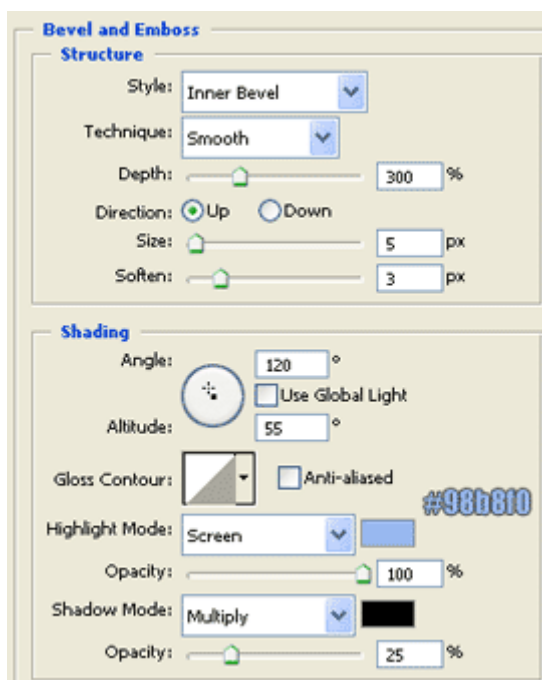 Bevel and Emboss
Structure
Style: Inner Bevel
Technique: Smooth
Depth: 300 %
Direction: Up Down
Size: 5 px
Soften: 3 px
Shading
Angle: 120 °
Use Global Light
Altitude: 55 °
Gloss Contour: Anti-aliased
#98b8f0
Highlight Mode: Screen
Opacity: 100 %
Shadow Mode: Multiply
Opacity: 25 %